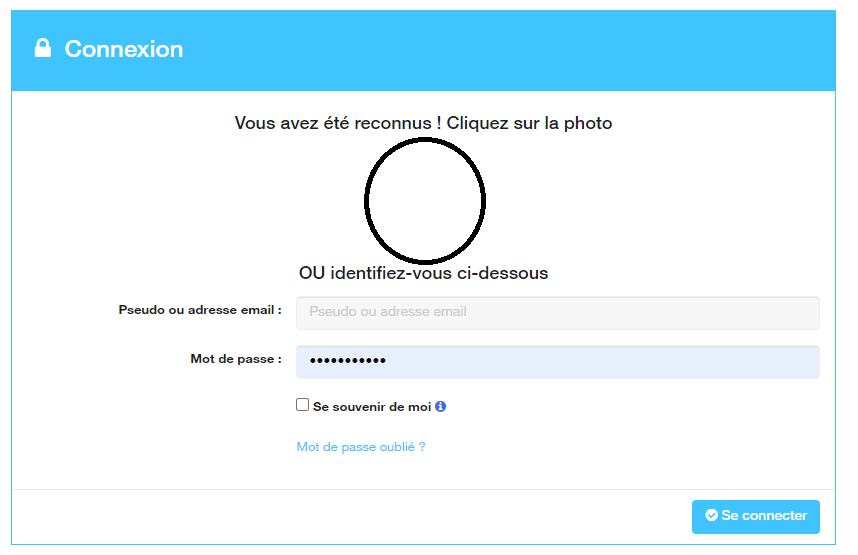 Connexion
Vous avez été reconnus ! Cliquez sur la photo
OU identifiez-vous ci-dessous
Pseudo ou adresse email : Pseudo ou adresse email
Mot de passe : •••••••••••
Se souvenir de moi
Mot de passe oublié ?
Se connecter